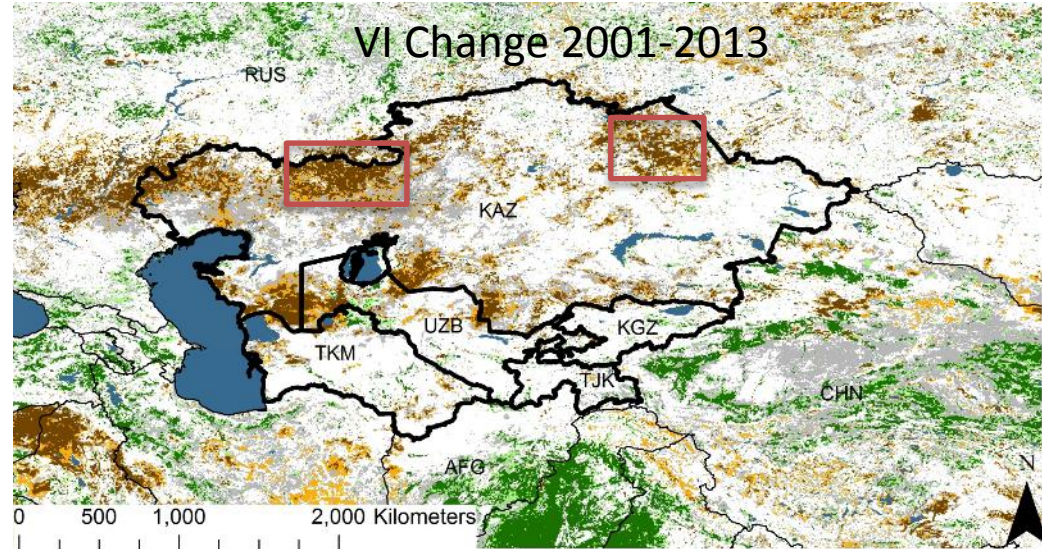 VI Change 2001-2013
RUS
KAZ
UZB
KGZ
TKM
TJK
CHN
AFG
N
0 500 1,000 2,000 Kilometers